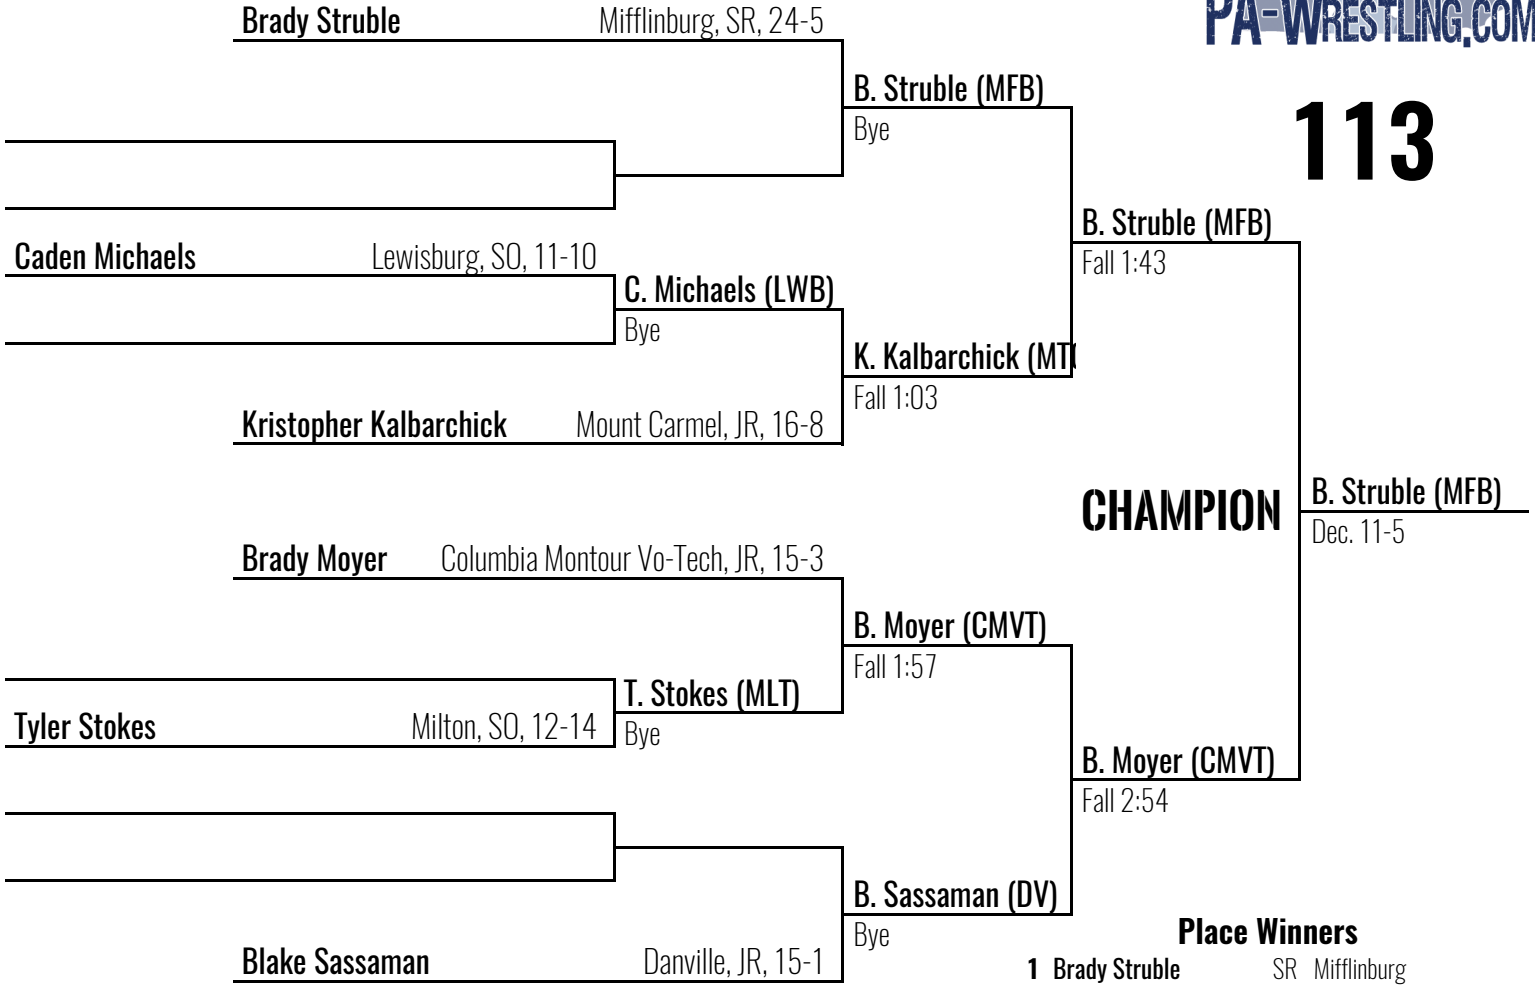 Brady Struble Mifflinburg, SR, 24-5
PA-WRESTLING.COM
B. Struble (MFB)
Bye
113
B. Struble (MFB)
Fall 1:43
Caden Michaels Lewisburg, SO, 11-10
C. Michaels (LWB)
Bye
K. Kalbarchick (MT
Fall 1:03
Kristopher Kalbarchick Mount Carmel, JR, 16-8
CHAMPION
B. Struble (MFB)
Dec. 11-5
Brady Moyer Columbia Montour Vo-Tech, JR, 15-3
B. Moyer (CMVT)
Fall 1:57
T. Stokes (MLT)
Tyler Stokes Milton, SO, 12-14
Bye
B. Moyer (CMVT)
Fall 2:54
B. Sassaman (DV)
Bye
Blake Sassaman Danville, JR, 15-1
Place Winners
1 Brady Struble SR Mifflinburg